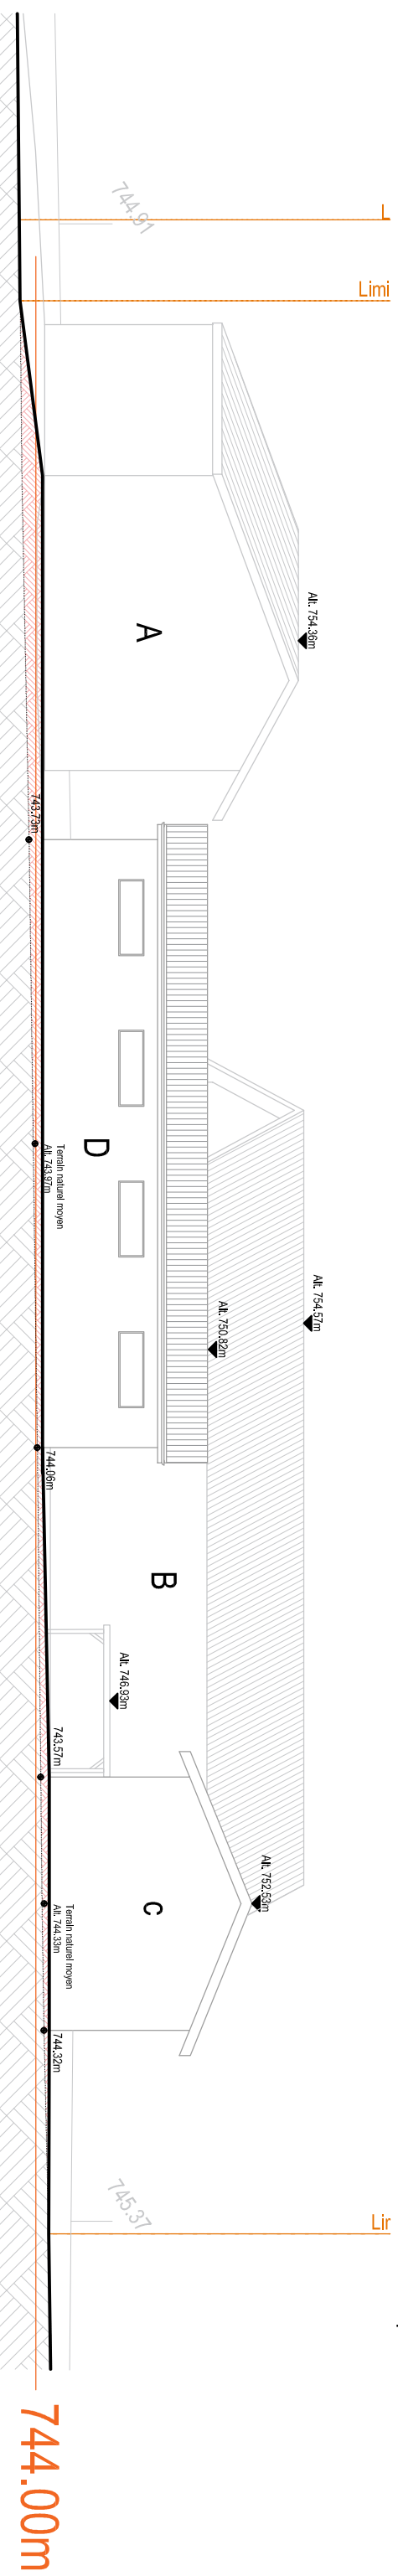 L
Limi
744.91
Alt. 754.36m
A
743.73m
D
Terrain naturel moyen
Alt. 743.97m
Alt. 754.57m
Alt. 750.82m
744.06m
B
Alt. 746.93m
743.57m
C
Alt. 752.53m
Terrain naturel moyen
Alt. 744.33m
744.32m
745.37
Lir
744.00m